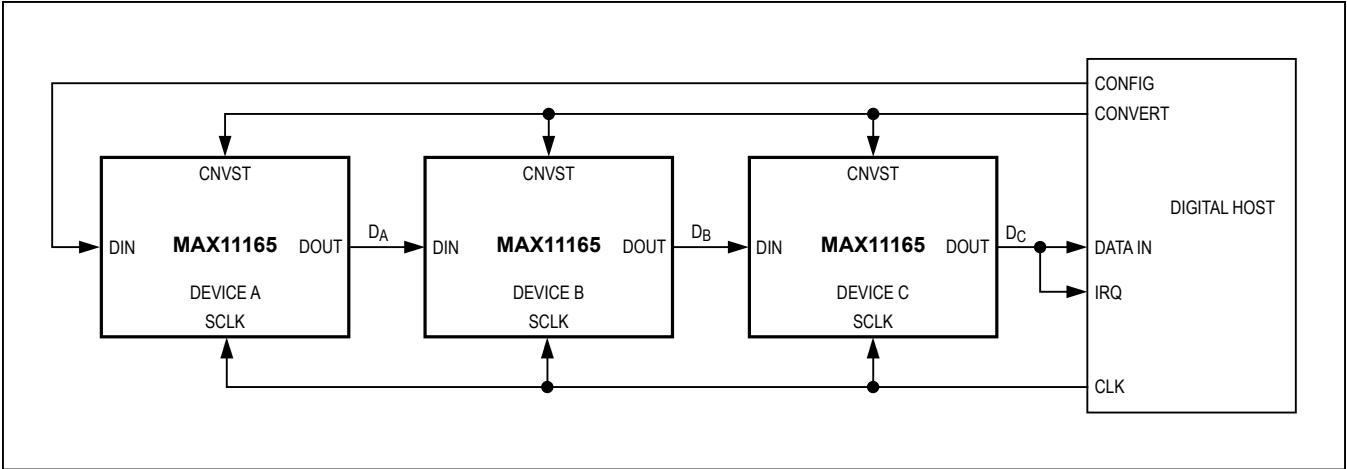 CONFIG
CONVERT
CNVST CNVST CNVST
DIGITAL HOST
DIN MAX11165 DOUT DA DIN MAX11165 DOUT DB DIN MAX11165 DOUT DC DATA IN
DEVICE A DEVICE B DEVICE C IRQ
SCLK SCLK SCLK
CLK